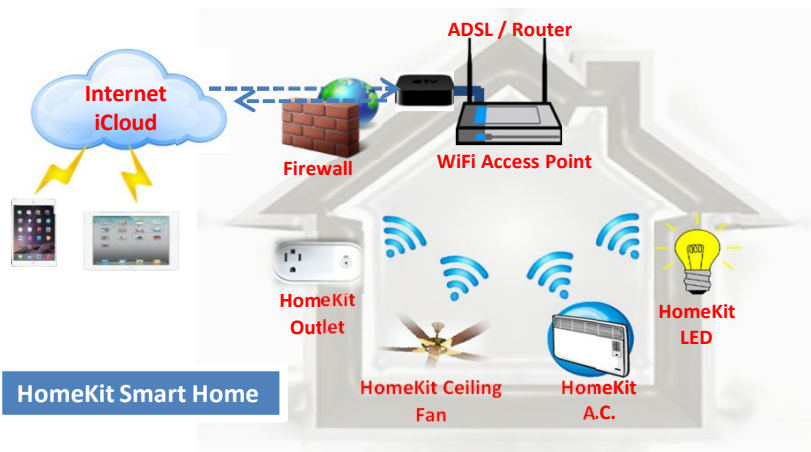 ADSL / Router
Internet
iCloud
tv
Firewall
WiFi Access Point
HomeKit
Outlet
HomeKit
LED
HomeKit Ceiling
Fan
HomeKit
A.C.
HomeKit Smart Home